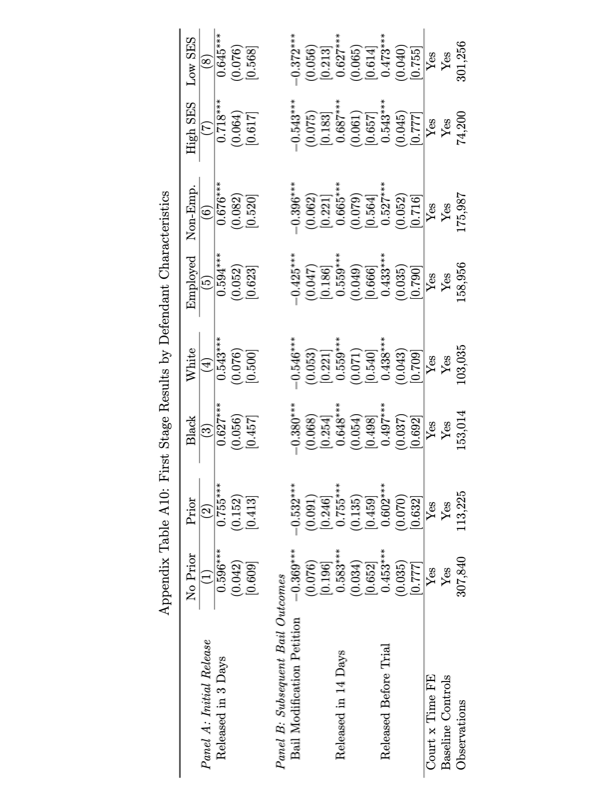 Appendix Table A10: First Stage Results by Defendant Characteristics
No Prior Prior Black White Employed Non-Emp. High SES Low SES
Panel A: Initial Release (1) (2) (3) (4) (5) (6) (7) (8)
Released in 3 Days 0.596*** 0.755*** 0.627*** 0.543*** 0.594*** 0.676*** 0.718*** 0.645***
(0.042) (0.152) (0.056) (0.076) (0.052) (0.082) (0.064) (0.076)
[0.609] [0.413] [0.457] [0.500] [0.623] [0.520] [0.617] [0.568]
Panel B: Subsequent Bail Outcomes
Bail Modification Petition −0.369*** −0.532*** −0.380*** −0.546*** −0.425*** −0.396*** −0.543*** −0.372***
(0.076) (0.091) (0.068) (0.053) (0.047) (0.062) (0.075) (0.056)
[0.196] [0.246] [0.254] [0.221] [0.186] [0.221] [0.183] [0.213]
Released in 14 Days 0.583*** 0.755*** 0.648*** 0.559*** 0.559*** 0.665*** 0.687*** 0.627***
(0.034) (0.135) (0.054) (0.071) (0.049) (0.079) (0.061) (0.065)
[0.652] [0.459] [0.498] [0.540] [0.666] [0.564] [0.657] [0.614]
Released Before Trial 0.453*** 0.602*** 0.497*** 0.438*** 0.433*** 0.527*** 0.543*** 0.473***
(0.035) (0.070) (0.037) (0.043) (0.035) (0.052) (0.045) (0.040)
[0.777] [0.632] [0.692] [0.709] [0.790] [0.716] [0.777] [0.755]
Court x Time FE Yes Yes Yes Yes Yes Yes Yes Yes
Baseline Controls Yes Yes Yes Yes Yes Yes Yes Yes
Observations 307,840 113,225 153,014 103,035 158,956 175,987 74,200 301,256